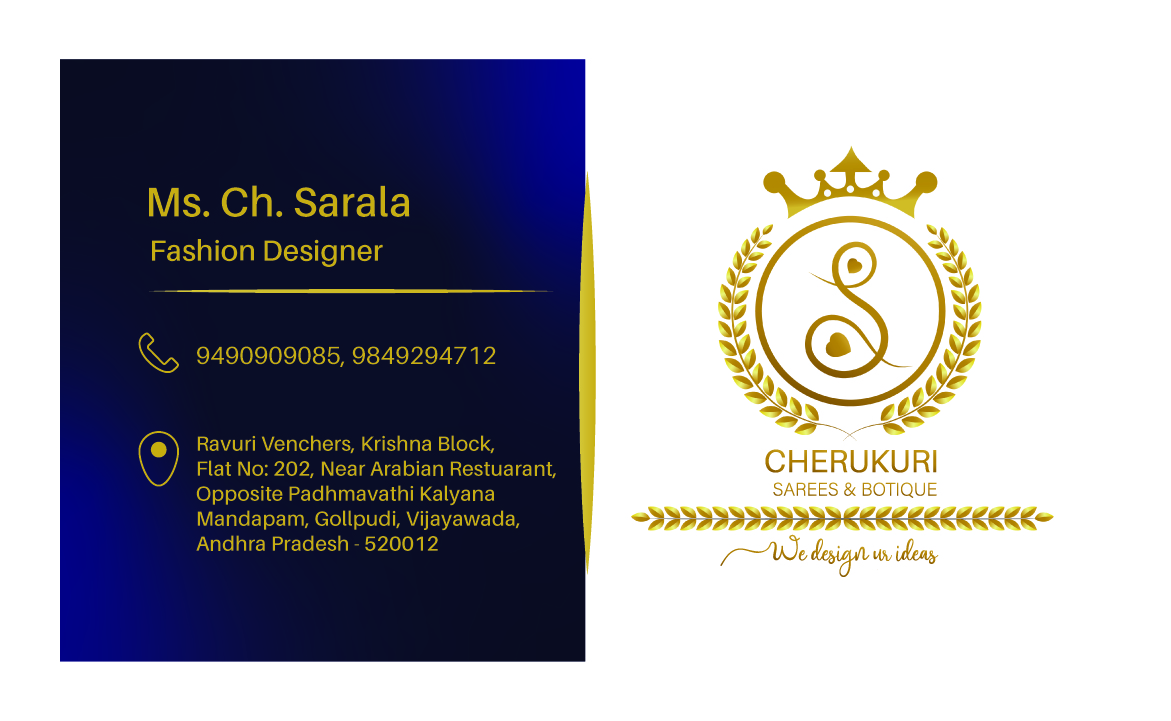 Ms. Ch. Sarala
Fashion Designer
9490909085, 9849294712
Ravuri Venchers, Krishna Block,
Flat No: 202, Near Arabian Restuarant,
Opposite Padhmavathi Kalyana
Mandapam, Gollpudi, Vijayawada,
Andhra Pradesh - 520012
S
CHERUKURI
SAREES & BOTIQUE
We design ur ideas